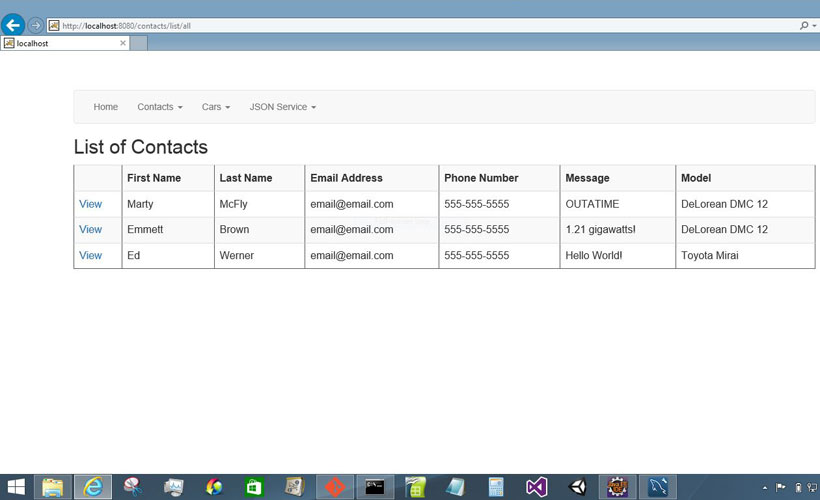 http://localhost:8080/contacts/list/all
localhost
Home Contacts Cars JSON Service
List of Contacts
First Name Last Name Email Address Phone Number Message Model
View Marty McFly email@email.com 555-555-5555 OUTATIME DeLorean DMC 12
View Emmett Brown email@email.com 555-555-5555 1.21 gigawatts! DeLorean DMC 12
View Ed Werner email@email.com 555-555-5555 Hello World! Toyota Mirai